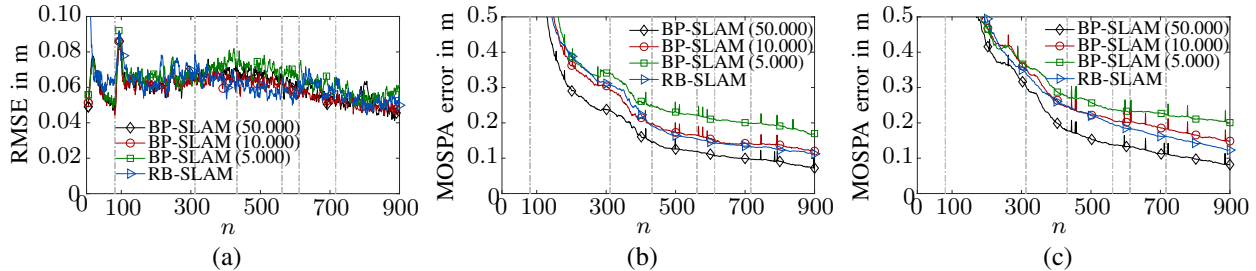 RMSE in m
0.10
0.08
0.06
0.04
0.02
0
0 100 300 500 700 900
n
BP-SLAM (50.000)
BP-SLAM (10.000)
BP-SLAM (5.000)
RB-SLAM
(a)
MOSPA error in m
0.5
0.4
0.3
0.2
0.1
100 300 500 700 900
n
BP-SLAM (50.000)
BP-SLAM (10.000)
BP-SLAM (5.000)
RB-SLAM
(b)
MOSPA error in m
0.5
0.4
0.3
0.2
0.1
100 300 500 700 900
n
BP-SLAM (50.000)
BP-SLAM (10.000)
BP-SLAM (5.000)
RB-SLAM
(c)